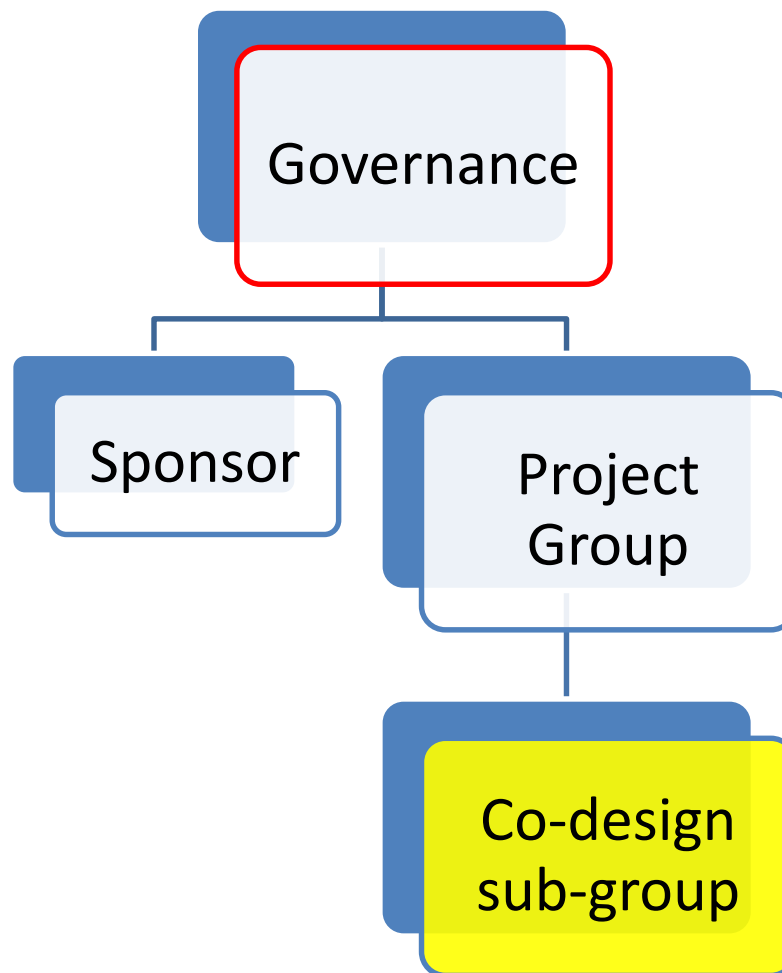 Governance
Sponsor
Project
Group
Co-design
sub-group